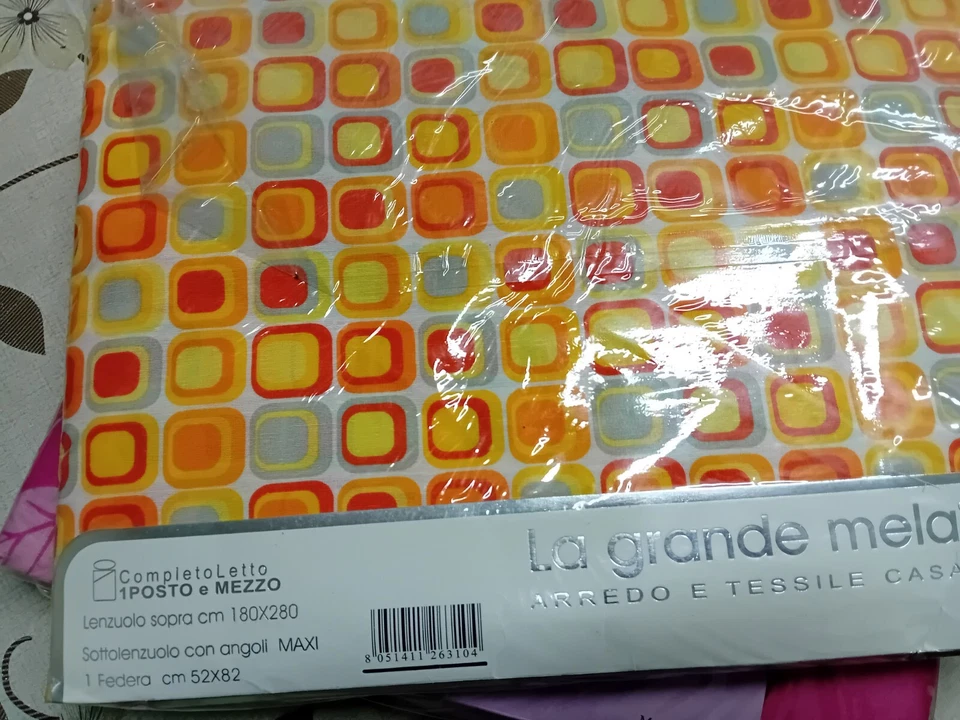 La grande mela
ARREDO E TESSILE CASA
CompletoLetto
1POSTO e MEZZO
Lenzuolo sopra cm 180X280
Sottolenzuolo con angoli MAXI
1 Federa cm 52X82
8 051411 263104